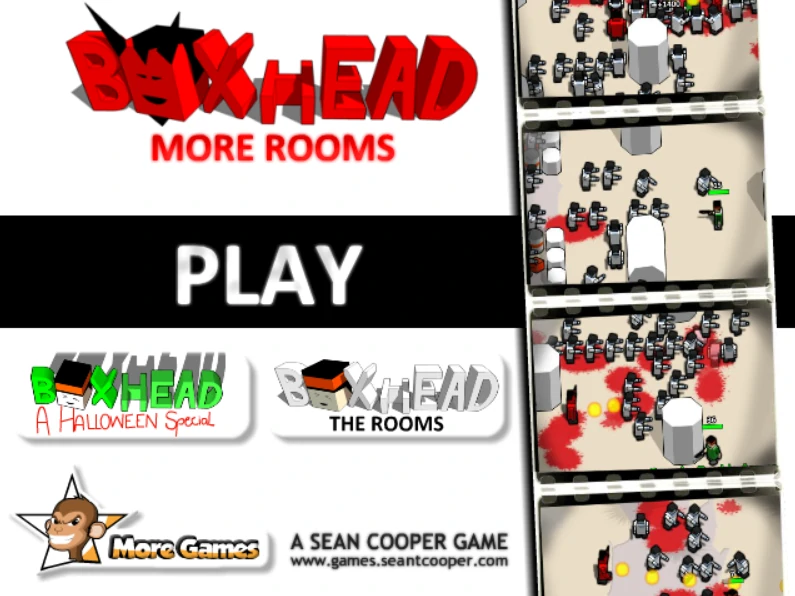 BOXHEAD
MORE ROOMS
+1400
PLAY
BOXHEAD
A HALLOWEEN Special
BOXHEAD
THE ROOMS
More Games
A SEAN COOPER GAME
www.games.seantcooper.com